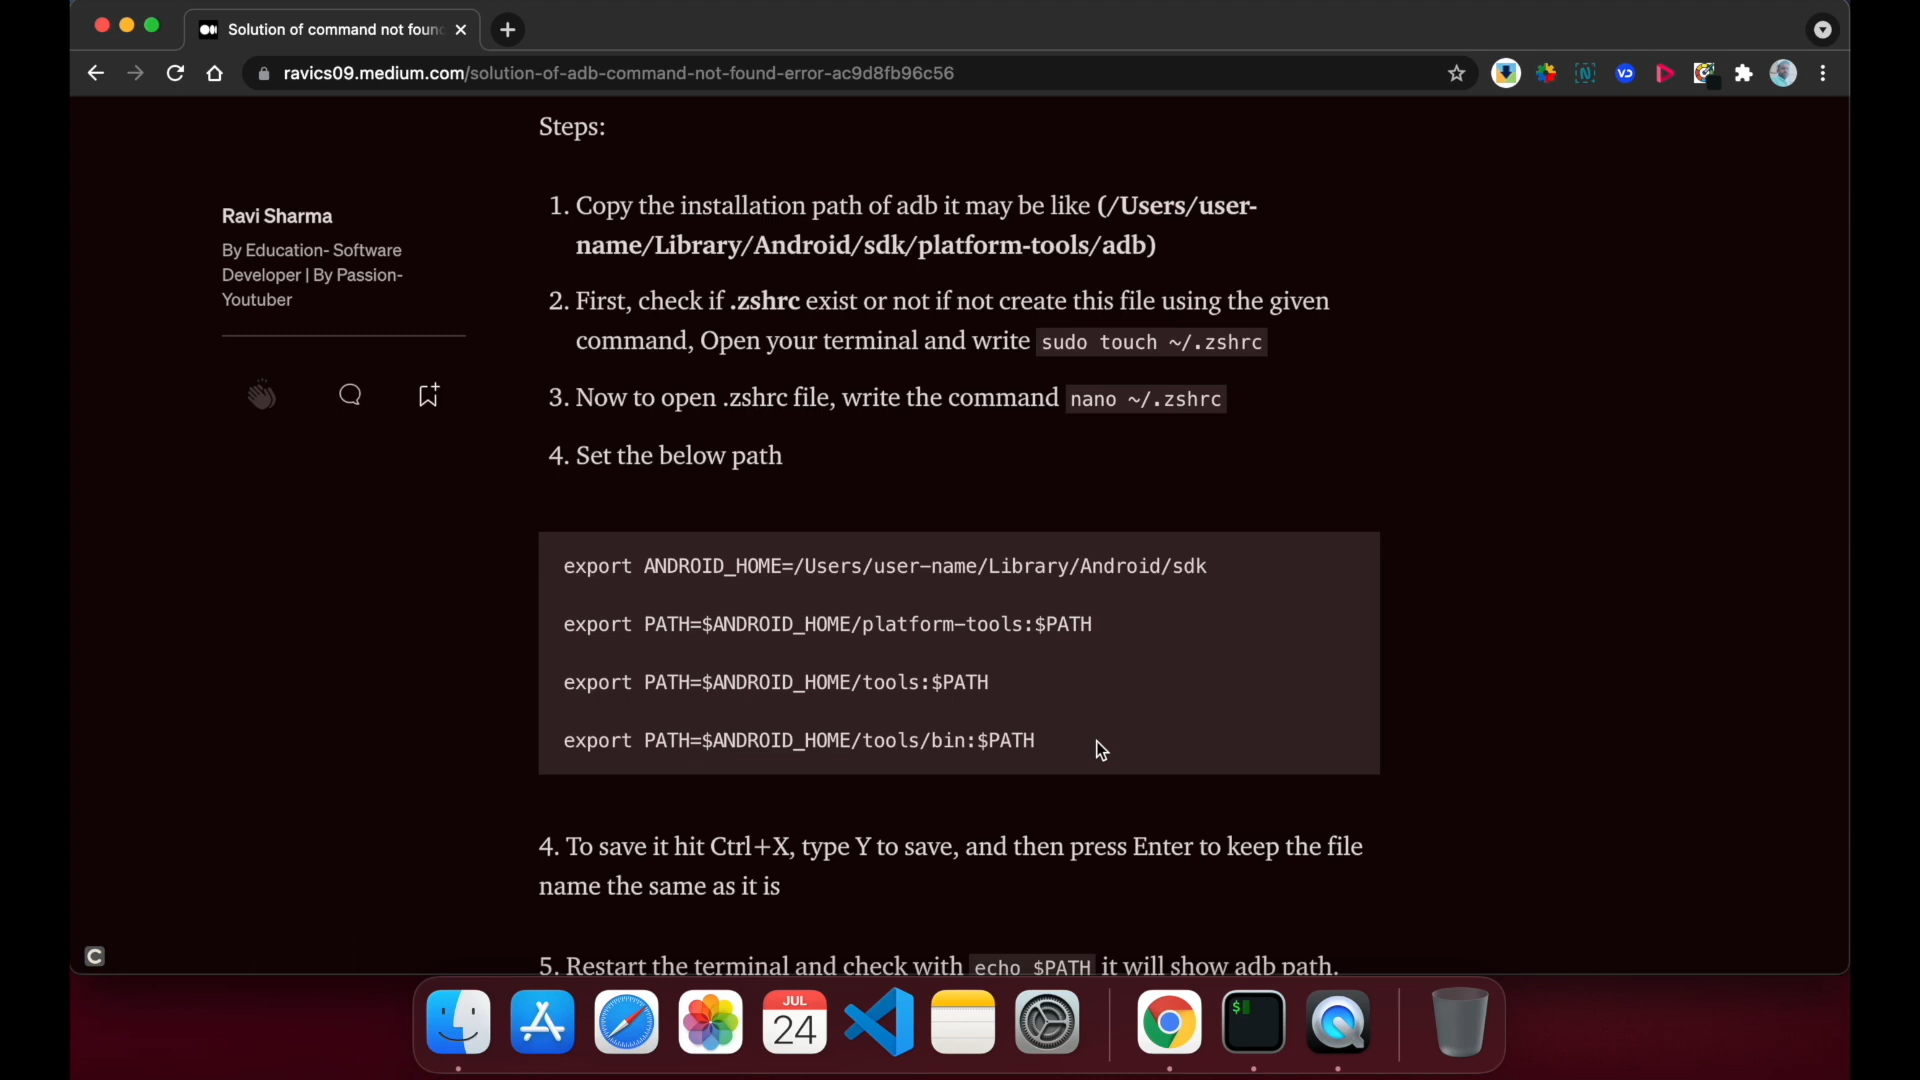 Solution of command not foun
ravics09.medium.com/solution-of-adb-command-not-found-error-ac9d8fb96c56
Steps:
Ravi Sharma
By Education- Software
Developer | By Passion-
Youtuber
1. Copy the installation path of adb it may be like (/Users/user-
name/Library/Android/sdk/platform-tools/adb)
2. First, check if .zshrc exist or not if not create this file using the given
command, Open your terminal and write sudo touch ~/.zshrc
3. Now to open .zshrc file, write the command nano ~/.zshrc
4. Set the below path
export ANDROID_HOME=/Users/user-name/Library/Android/sdk
export PATH=$ANDROID_HOME/platform-tools:$PATH
export PATH=$ANDROID_HOME/tools:$PATH
export PATH=$ANDROID_HOME/tools/bin:$PATH
4. To save it hit Ctrl+X, type Y to save, and then press Enter to keep the file
name the same as it is
5. Restart the terminal and check with echo $PATH it will show adb path.
C
JUL
24
$